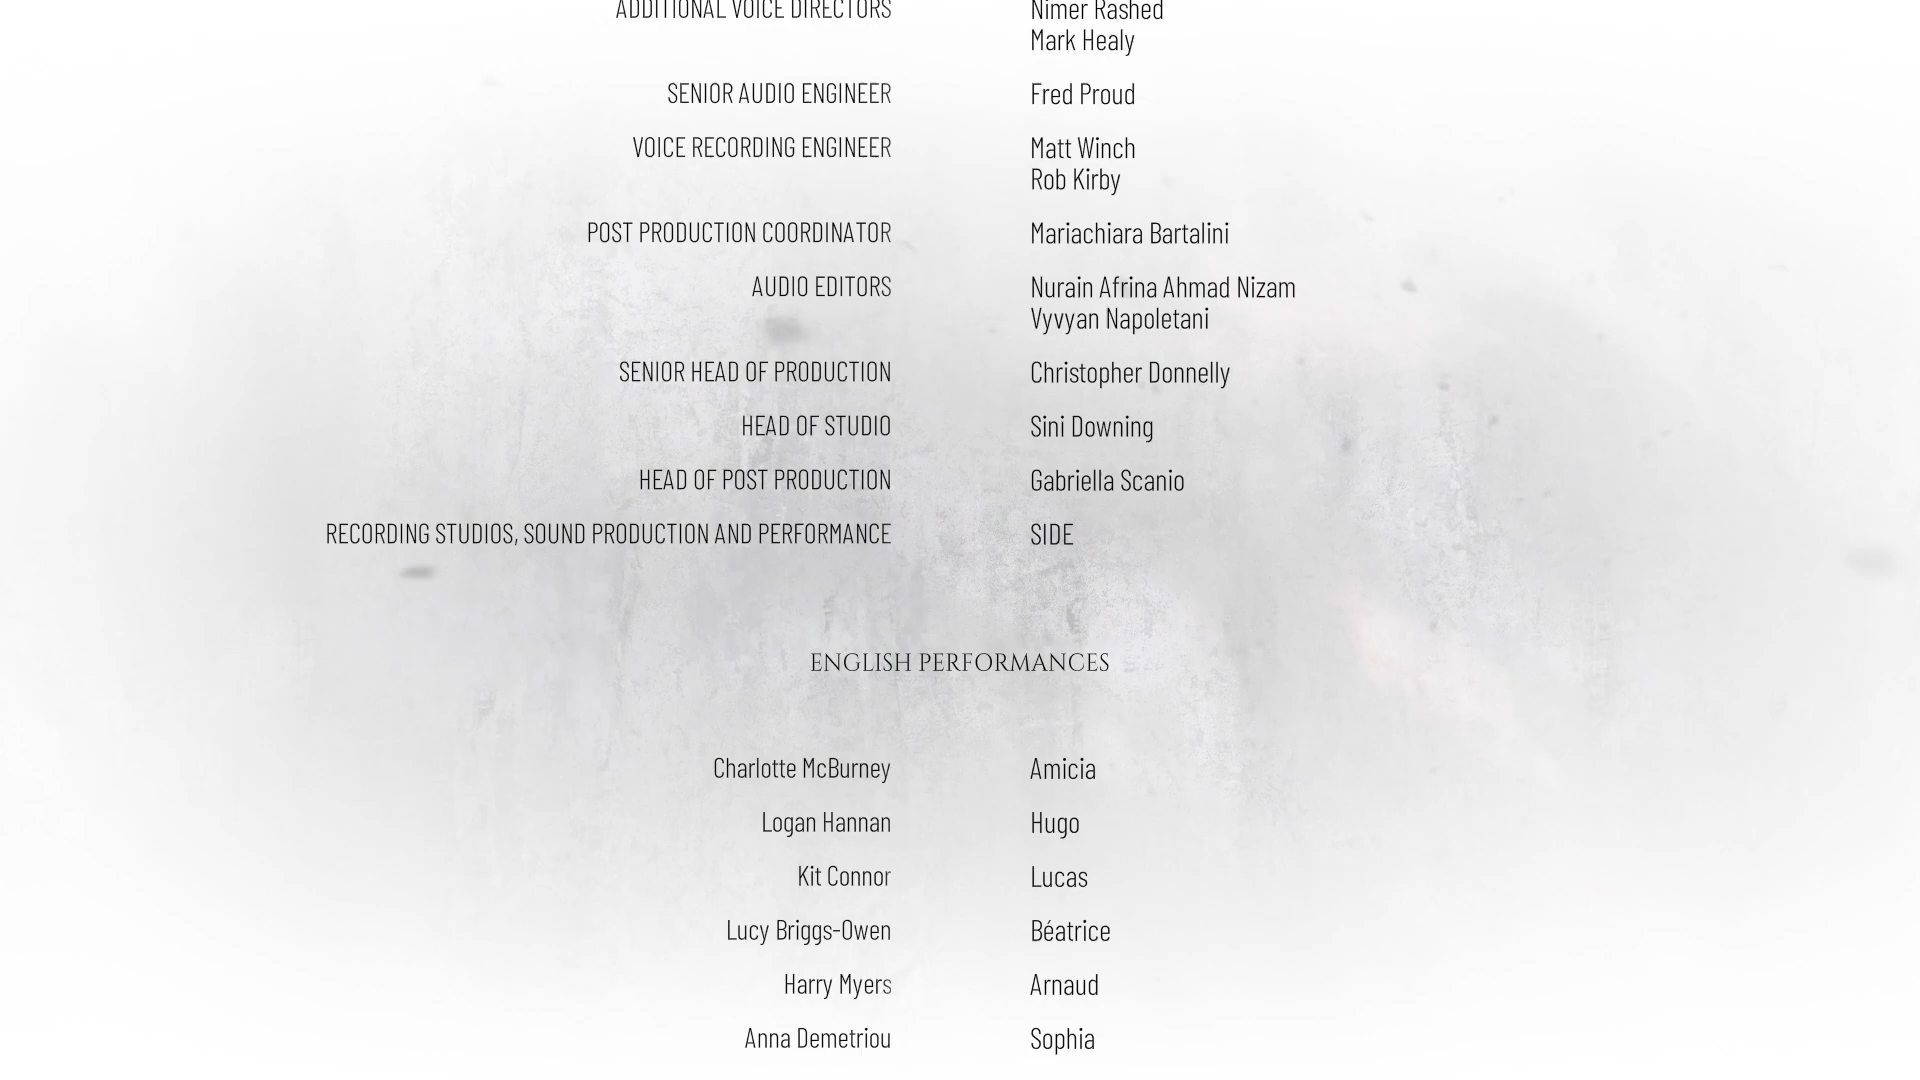 ADDITIONAL VOICE DIRECTORS Nimer Rashed
Mark Healy
SENIOR AUDIO ENGINEER Fred Proud
VOICE RECORDING ENGINEER Matt Winch
Rob Kirby
POST PRODUCTION COORDINATOR Mariachiara Bartalini
AUDIO EDITORS Nurain Afrina Ahmad Nizam
Vyvyan Napoletani
SENIOR HEAD OF PRODUCTION Christopher Donnelly
HEAD OF STUDIO Sini Downing
HEAD OF POST PRODUCTION Gabriella Scanio
RECORDING STUDIOS, SOUND PRODUCTION AND PERFORMANCE SIDE
ENGLISH PERFORMANCES
Charlotte McBurney Amicia
Logan Hannan Hugo
Kit Connor Lucas
Lucy Briggs-Owen Béatrice
Harry Myers Arnaud
Anna Demetriou Sophia